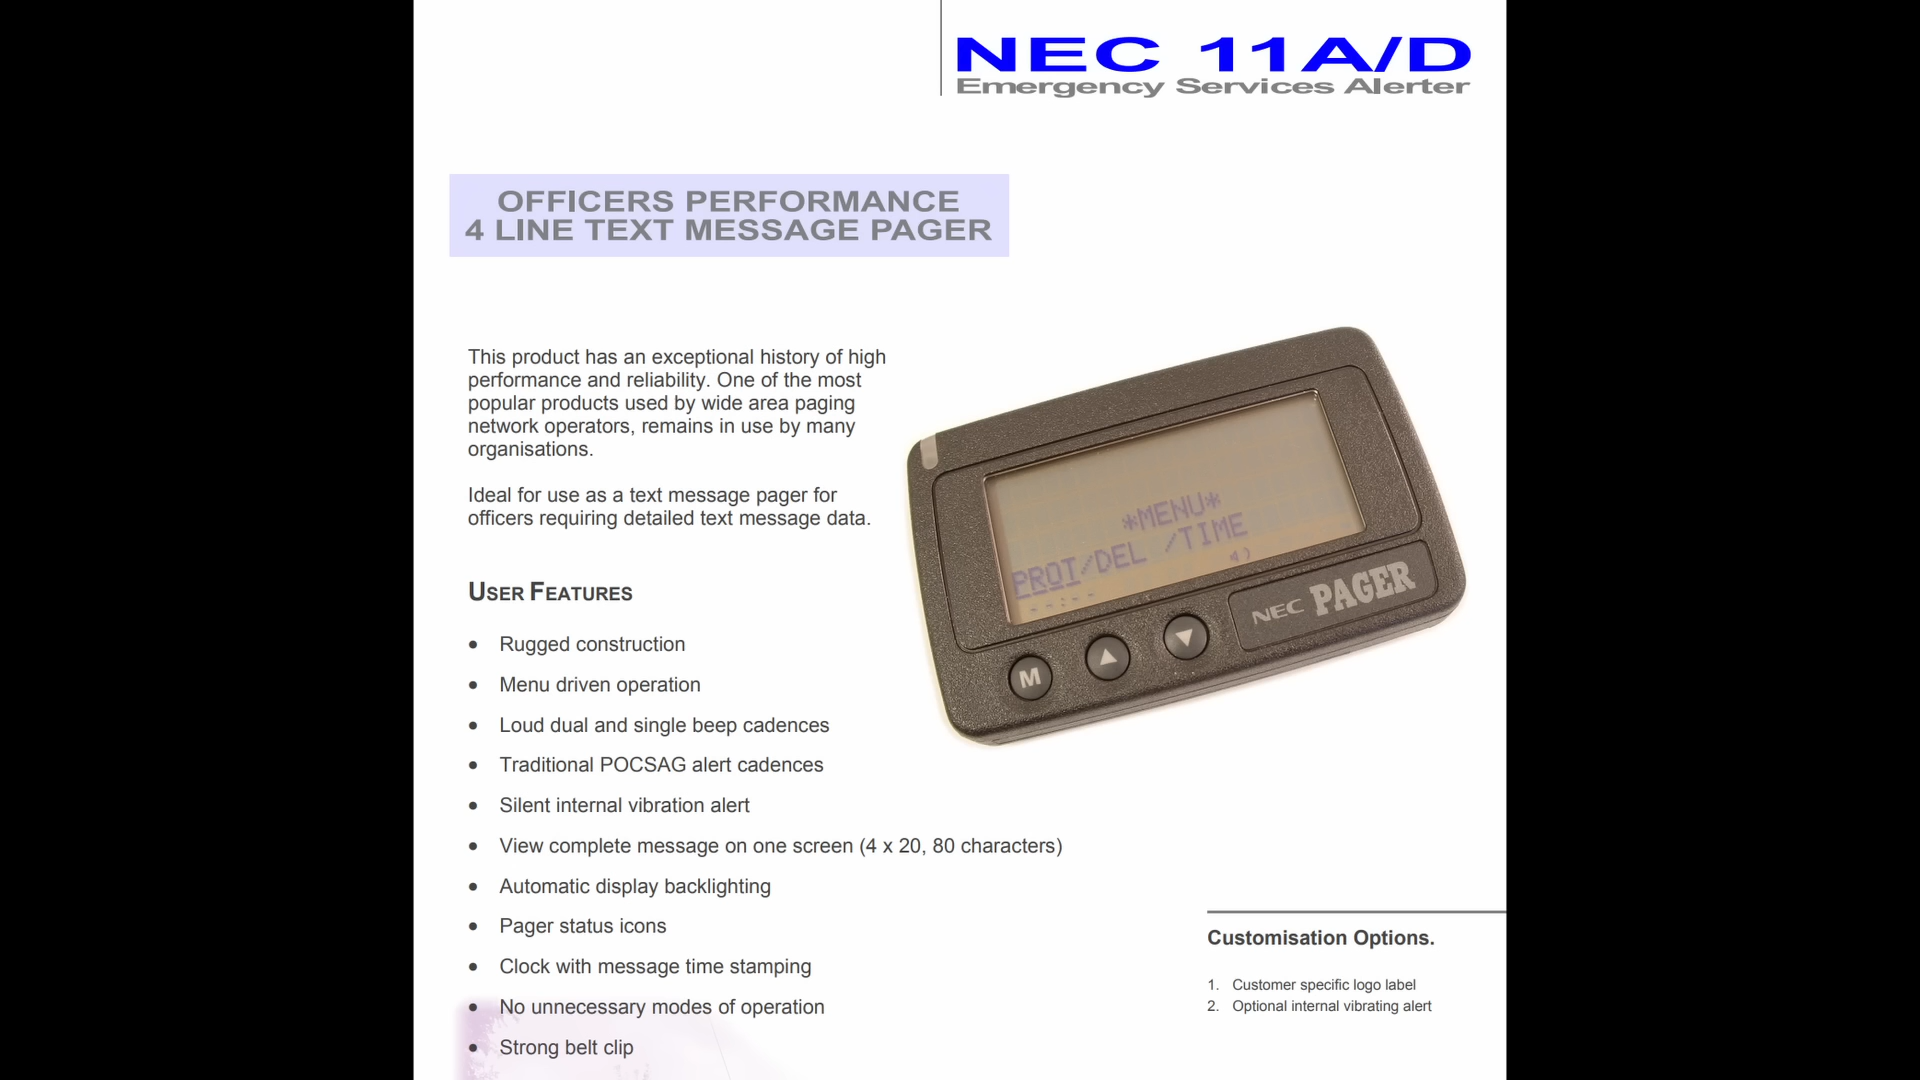 NEC 11A/D
Emergency Services Alerter
OFFICERS PERFORMANCE
4 LINE TEXT MESSAGE PAGER
This product has an exceptional history of high
performance and reliability. One of the most
popular products used by wide area paging
network operators, remains in use by many
organisations.
Ideal for use as a text message pager for
officers requiring detailed text message data.
*MENU*
PROT/DEL /TIME
--:--
4)
NEC PAGER
M
USER FEATURES
• Rugged construction
• Menu driven operation
• Loud dual and single beep cadences
• Traditional POCSAG alert cadences
• Silent internal vibration alert
• View complete message on one screen (4 x 20, 80 characters)
• Automatic display backlighting
• Pager status icons
• Clock with message time stamping
• No unnecessary modes of operation
• Strong belt clip
Customisation Options.
1. Customer specific logo label
2. Optional internal vibrating alert